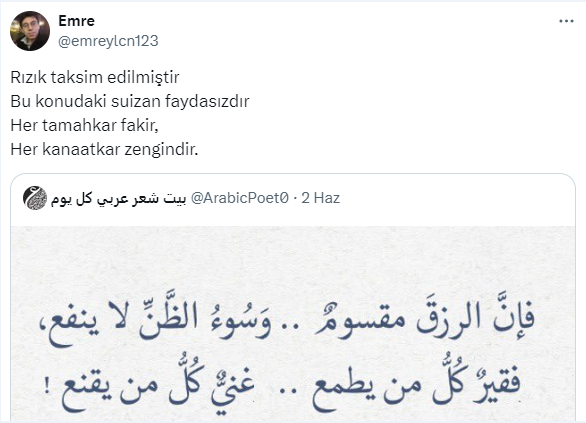 Emre
@emreylcn123
Rızık taksim edilmiştir
Bu konudaki suizan faydasızdır
Her tamahkar fakir,
Her kanaatkar zengindir.
بيت شعر عربي كل يوم @ArabicPoet0 · 2 Haz
فإنَّ الرزقَ مقسومٌ .. وَسُوءُ الظَّنِّ لا ينفع،
فقيرٌ كُلُّ من يطمع .. غنيٌّ كُلُّ من يقنع !